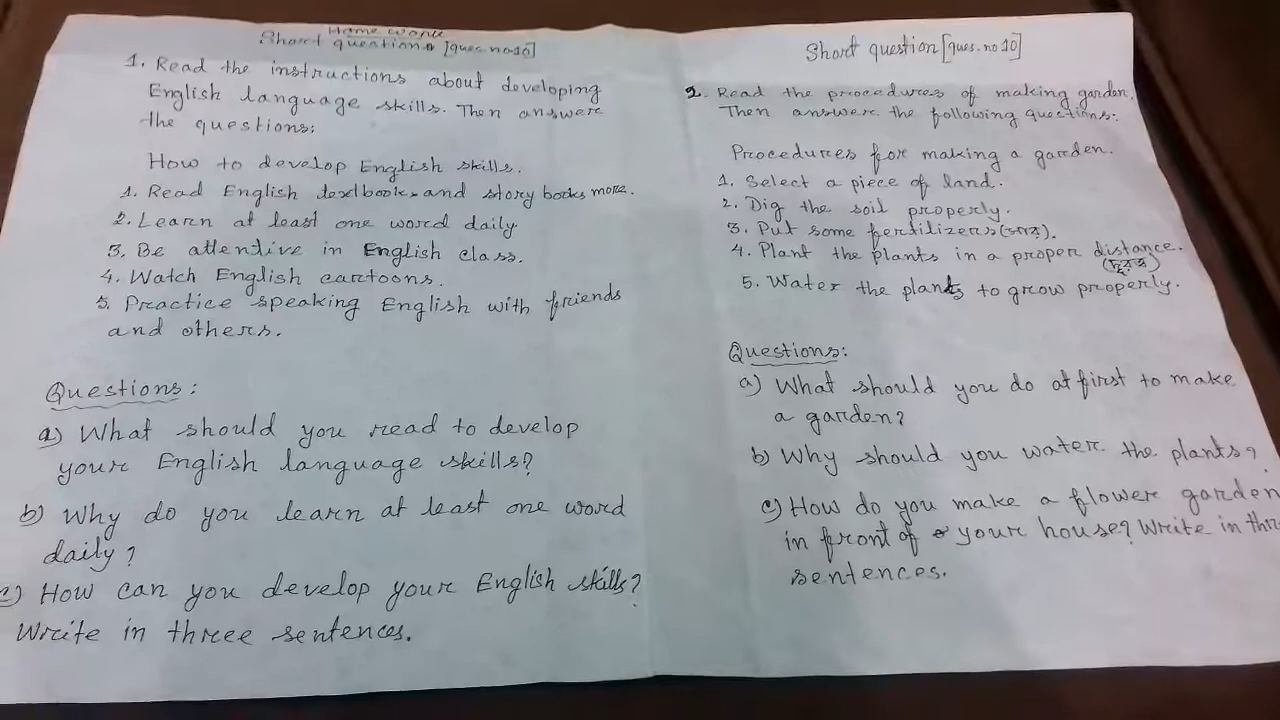 Home work
Short question [ques.no10]
1. Read the instructions about developing
English language skills. Then answer
the questions:
How to develop English skills.
1. Read English textbooks and story books more.
2. Learn at least one word daily
3. Be attentive in English class.
4. Watch English cartoons.
5. Practice speaking English with friends
and others.
Questions:
a) What should you read to develop
your English language skills?
b) Why do you learn at least one word
daily?
c) How can you develop your English skills?
Write in three sentences.
Short question [ques.no 10]
2. Read the procedures of making garden.
Then answer the following questions:
Procedures for making a garden.
1. Select a piece of land.
2. Dig the soil properly.
3. Put some fertilizers(সার).
4. Plant the plants in a proper distance.
(দূরত্ব)
5. Water the plants to grow properly.
Questions:
a) What should you do at first to make
a garden?
b) Why should you water the plants?
c) How do you make a flower garden
in front of your house? Write in thr
sentences.